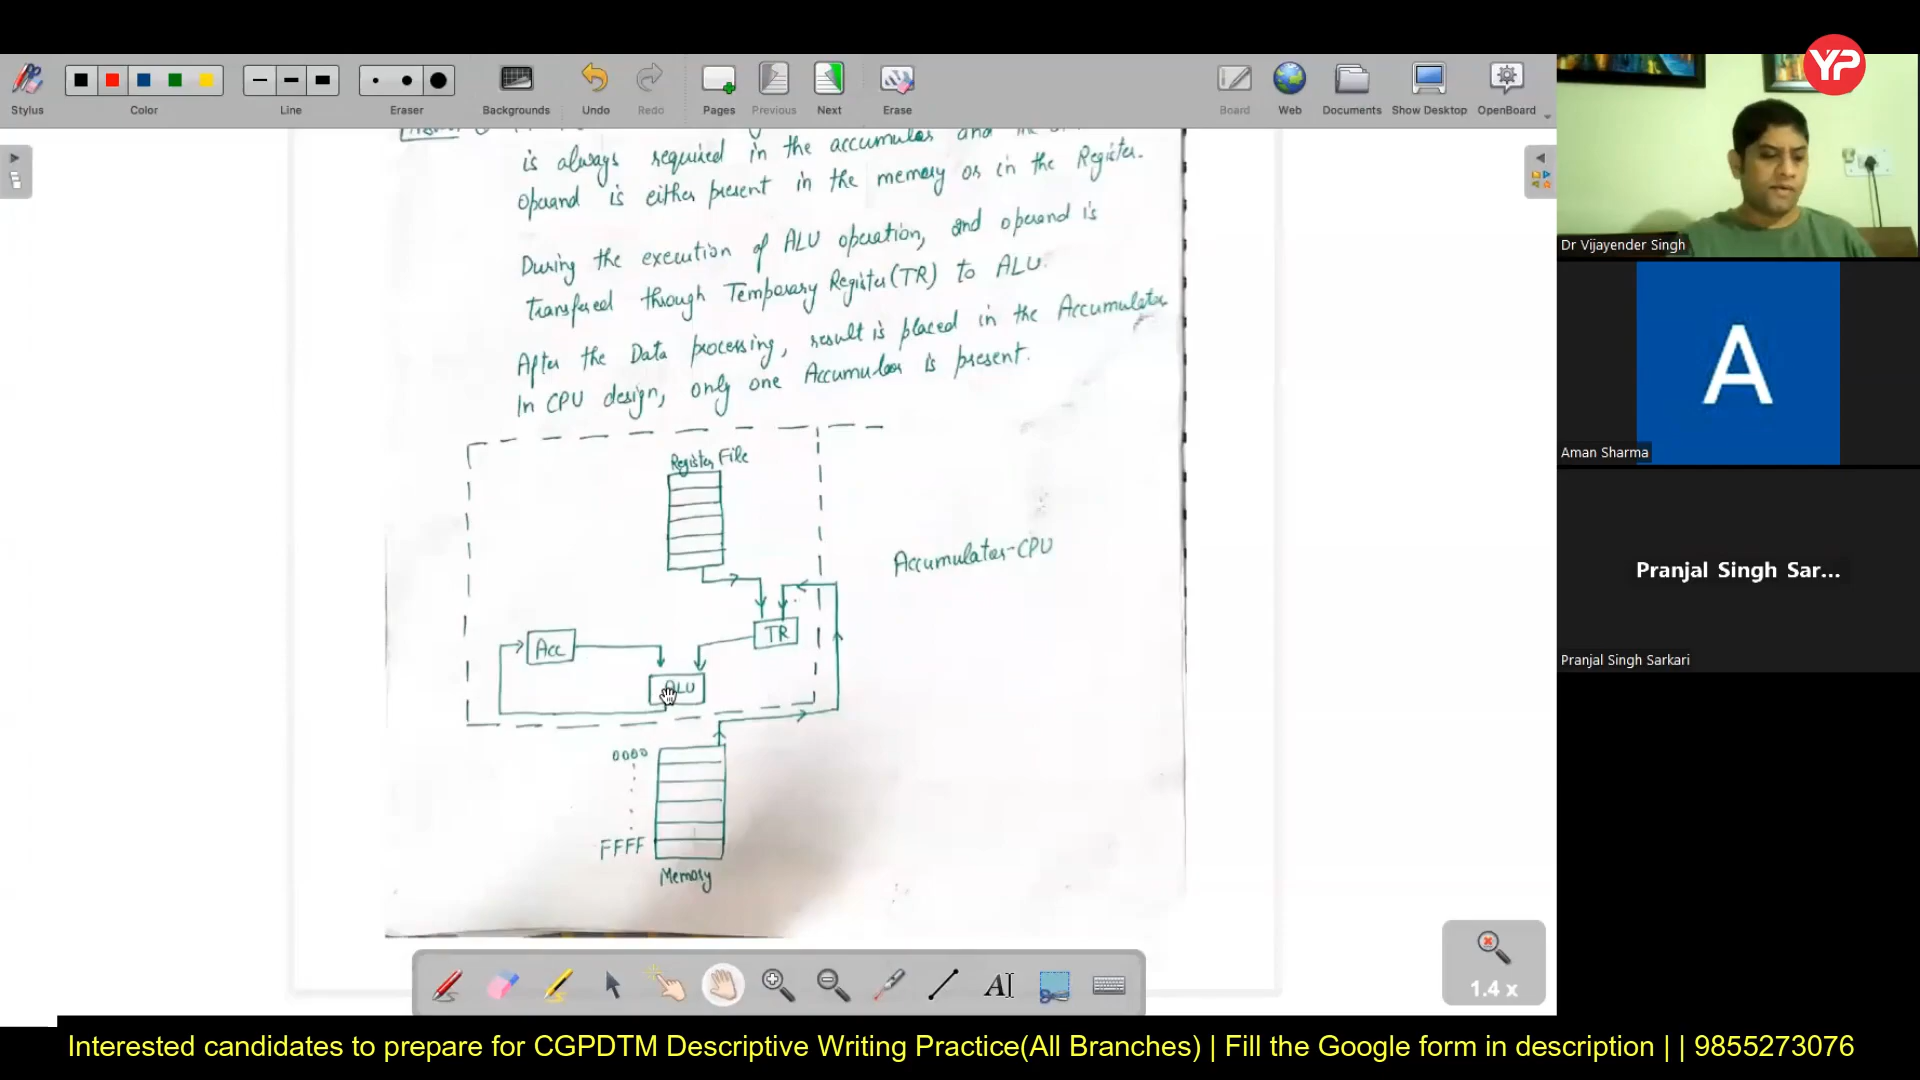 YP
Stylus
Color
Line
Eraser
Backgrounds
Undo
Redo
Pages
Previous
Next
Erase
Board
Web
Documents
Show Desktop
OpenBoard
is always required in the accumulator and the
operand is either present in the memory or in the Register.
During the execution of ALU operation, and operand is
Transfered through Temporary Register(TR) to ALU.
After the Data processing, result is placed in the Accumulator
In CPU design, only one Accumulaor is present.
Register File
Accumulator-CPU
TR
Acc
ALU
0000
FFFF
Memory
Dr Vijayender Singh
A
Aman Sharma
Pranjal Singh Sar...
Pranjal Singh Sarkari
1.4 x
Interested candidates to prepare for CGPDTM Descriptive Writing Practice(All Branches) | Fill the Google form in description | | 9855273076